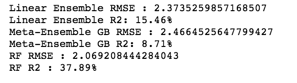 Linear Ensemble RMSE : 2.3735259857168507
Linear Ensemble R2: 15.46%
Meta-Ensemble GB RMSE : 2.4664525647799427
Meta-Ensemble GB R2: 8.71%
RF RMSE : 2.069208444284043
RF R2 : 37.89%